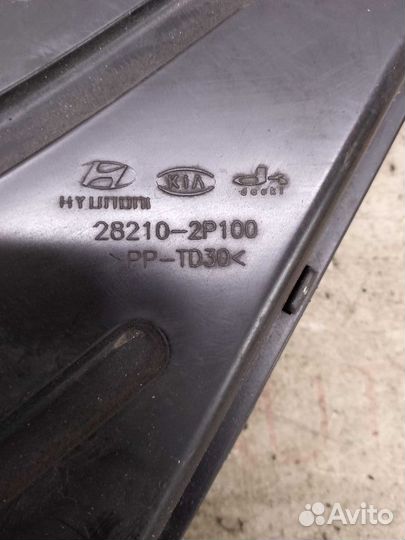 HYUNDAI KIA
28210-2P100
>PP-TD30<
Avito